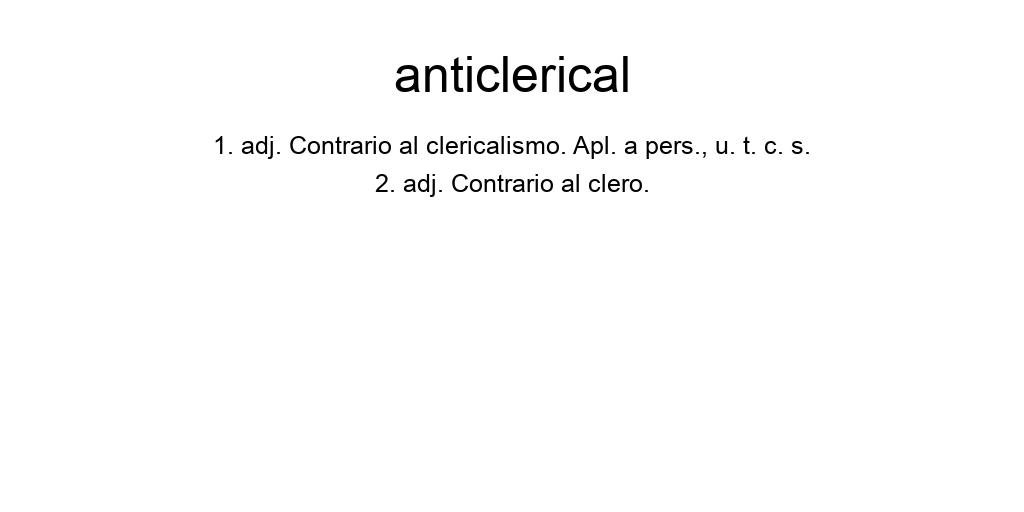 anticlerical
1. adj. Contrario al clericalismo. Apl. a pers., u. t. c. s.
2. adj. Contrario al clero.